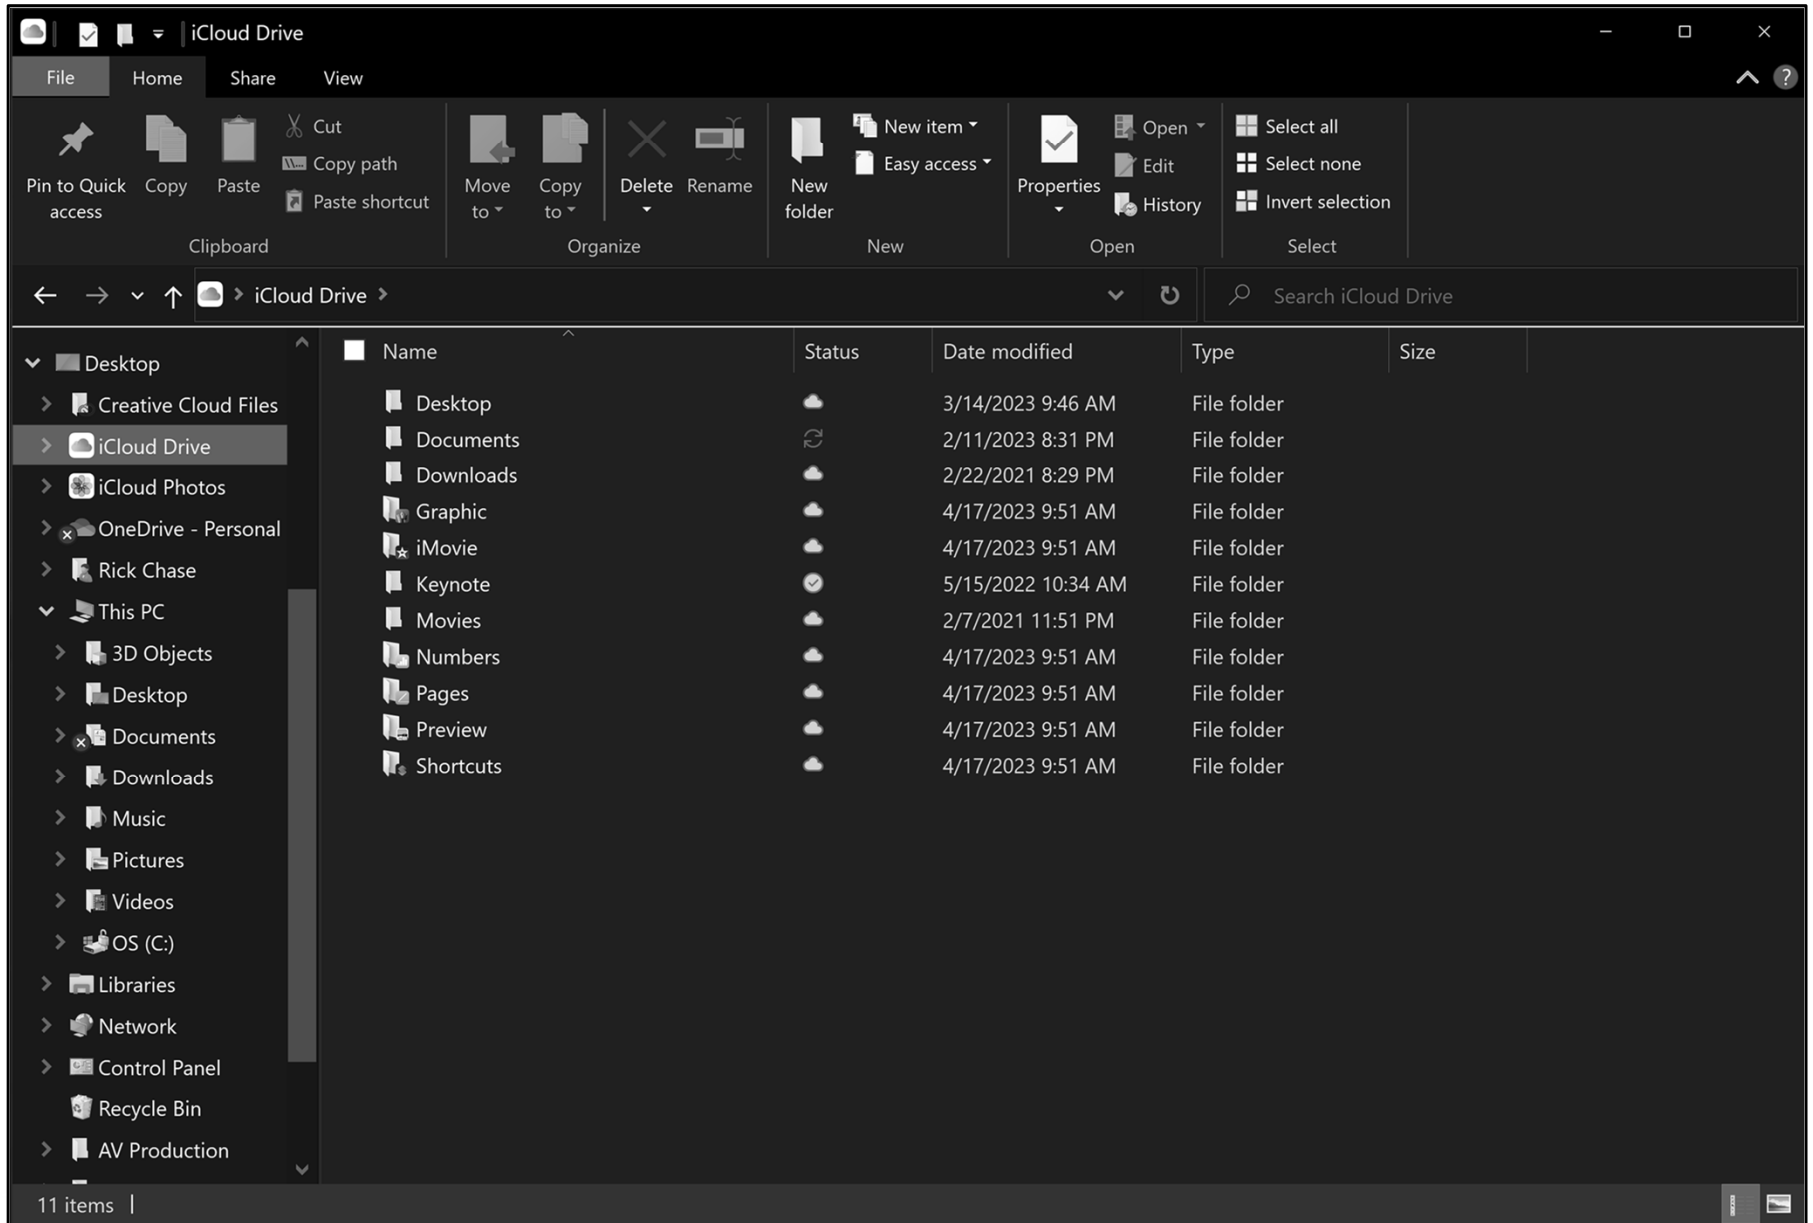 iCloud Drive
File Home Share View
?
Pin to Quick access
Copy
Paste
Cut
Copy path
Paste shortcut
Clipboard
Move to
Copy to
Delete
Rename
Organize
New folder
New item
Easy access
New
Properties
Open
Edit
History
Open
Select all
Select none
Invert selection
Select
iCloud Drive
Search iCloud Drive
Desktop
Creative Cloud Files
iCloud Drive
iCloud Photos
OneDrive - Personal
Rick Chase
This PC
3D Objects
Desktop
Documents
Downloads
Music
Pictures
Videos
OS (C:)
Libraries
Network
Control Panel
Recycle Bin
AV Production
Name Status Date modified Type Size
Desktop 3/14/2023 9:46 AM File folder
Documents 2/11/2023 8:31 PM File folder
Downloads 2/22/2021 8:29 PM File folder
Graphic 4/17/2023 9:51 AM File folder
iMovie 4/17/2023 9:51 AM File folder
Keynote 5/15/2022 10:34 AM File folder
Movies 2/7/2021 11:51 PM File folder
Numbers 4/17/2023 9:51 AM File folder
Pages 4/17/2023 9:51 AM File folder
Preview 4/17/2023 9:51 AM File folder
Shortcuts 4/17/2023 9:51 AM File folder
11 items